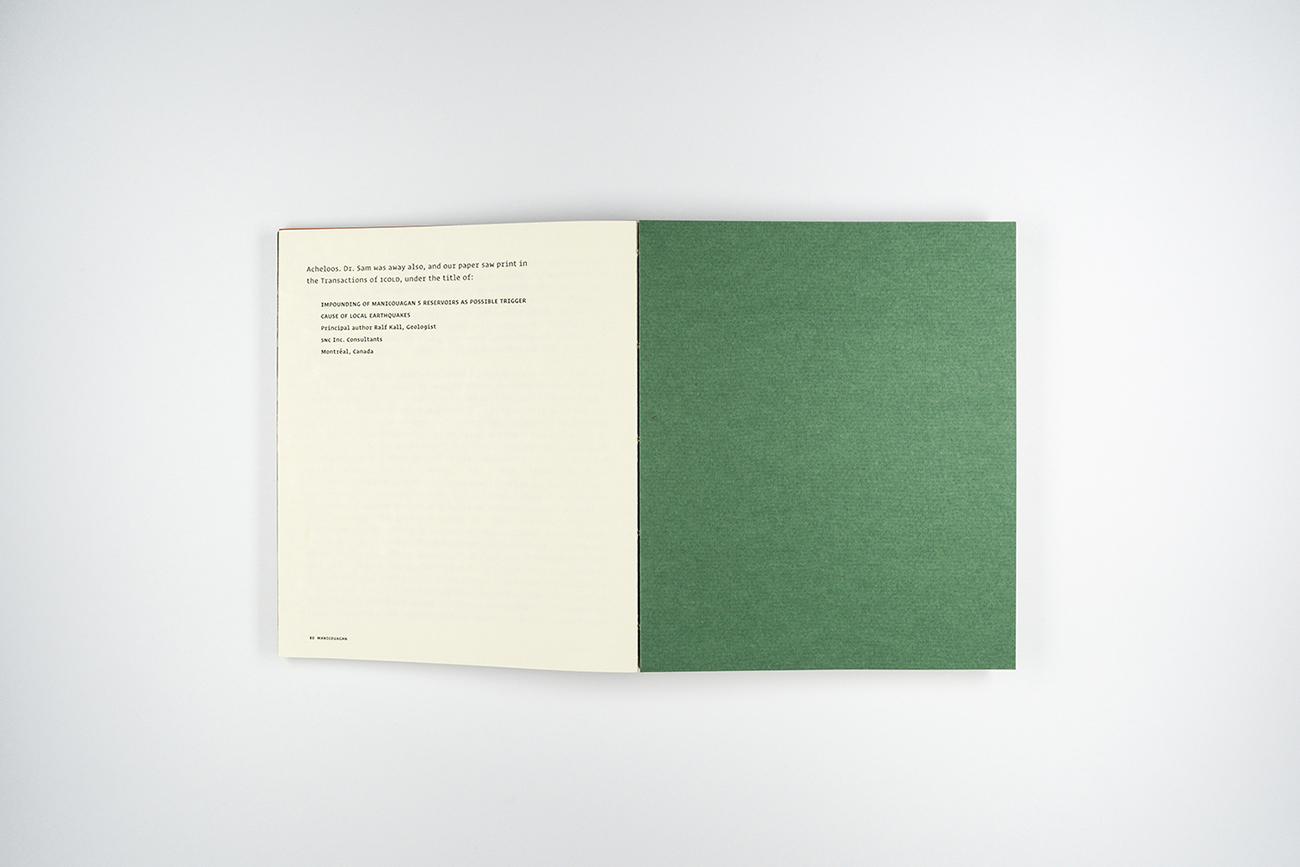 Acheloos. Dr. Sam was away also, and our paper saw print in
the Transactions of ICOLD, under the title of:
IMPOUNDING OF MANICOUAGAN 5 RESERVOIRS AS POSSIBLE TRIGGER
CAUSE OF LOCAL EARTHQUAKES
Principal author Ralf Kall, Geologist
SNC Inc. Consultants
Montréal, Canada
80 MANICOUAGAN